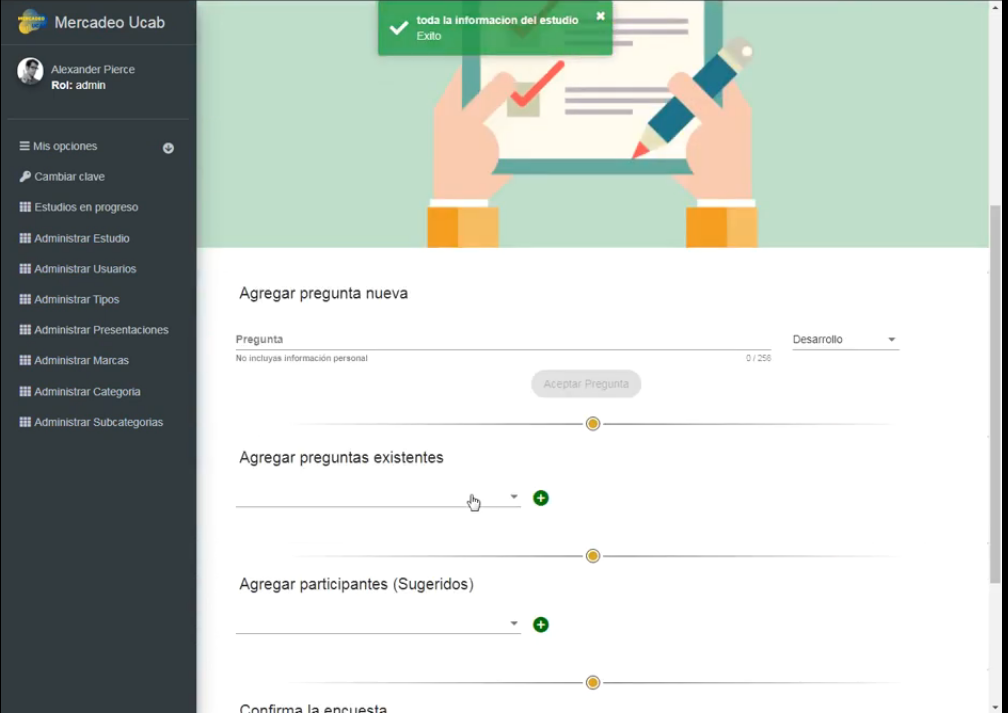 Mercadeo Ucab
Alexander Pierce
Rol: admin
Mis opciones
Cambiar clave
Estudios en progreso
Administrar Estudio
Administrar Usuarios
Administrar Tipos
Administrar Presentaciones
Administrar Marcas
Administrar Categoria
Administrar Subcategorias
toda la informacion del estudio
Exito
Agregar pregunta nueva
Pregunta
Desarrollo
No incluyas información personal
0 / 256
Aceptar Pregunta
Agregar preguntas existentes
Agregar participantes (Sugeridos)
Confirma la encuesta